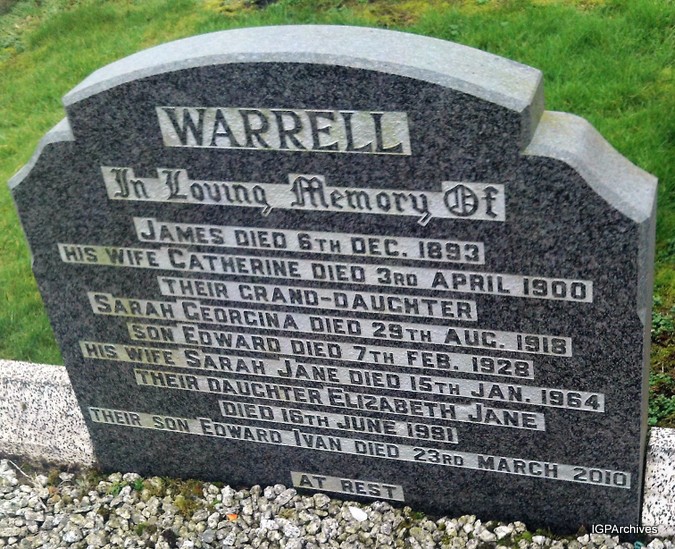 WARRELL
In Loving Memory Of
JAMES DIED 6TH DEC. 1893
HIS WIFE CATHERINE DIED 3RD APRIL 1900
THEIR GRAND-DAUGHTER
SARAH GEORGINA DIED 29TH AUG. 1918
SON EDWARD DIED 7TH FEB. 1928
HIS WIFE SARAH JANE DIED 15TH JAN. 1964
THEIR DAUGHTER ELIZABETH JANE
DIED 16TH JUNE 1981
THEIR SON EDWARD IVAN DIED 23RD MARCH 2010
AT REST
IGPArchives